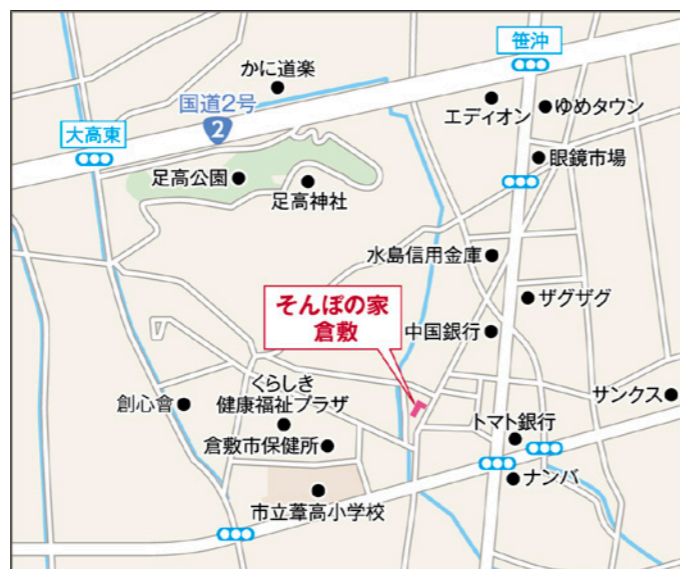 笹沖
かに道楽
国道2号
2
エディオン
ゆめタウン
大高東
眼鏡市場
足高公園
足高神社
水島信用金庫
そんぽの家
倉敷
ザグザグ
中国銀行
くらしき
健康福祉プラザ
創心會
サンクス
トマト銀行
倉敷市保健所
ナンバ
市立葦高小学校